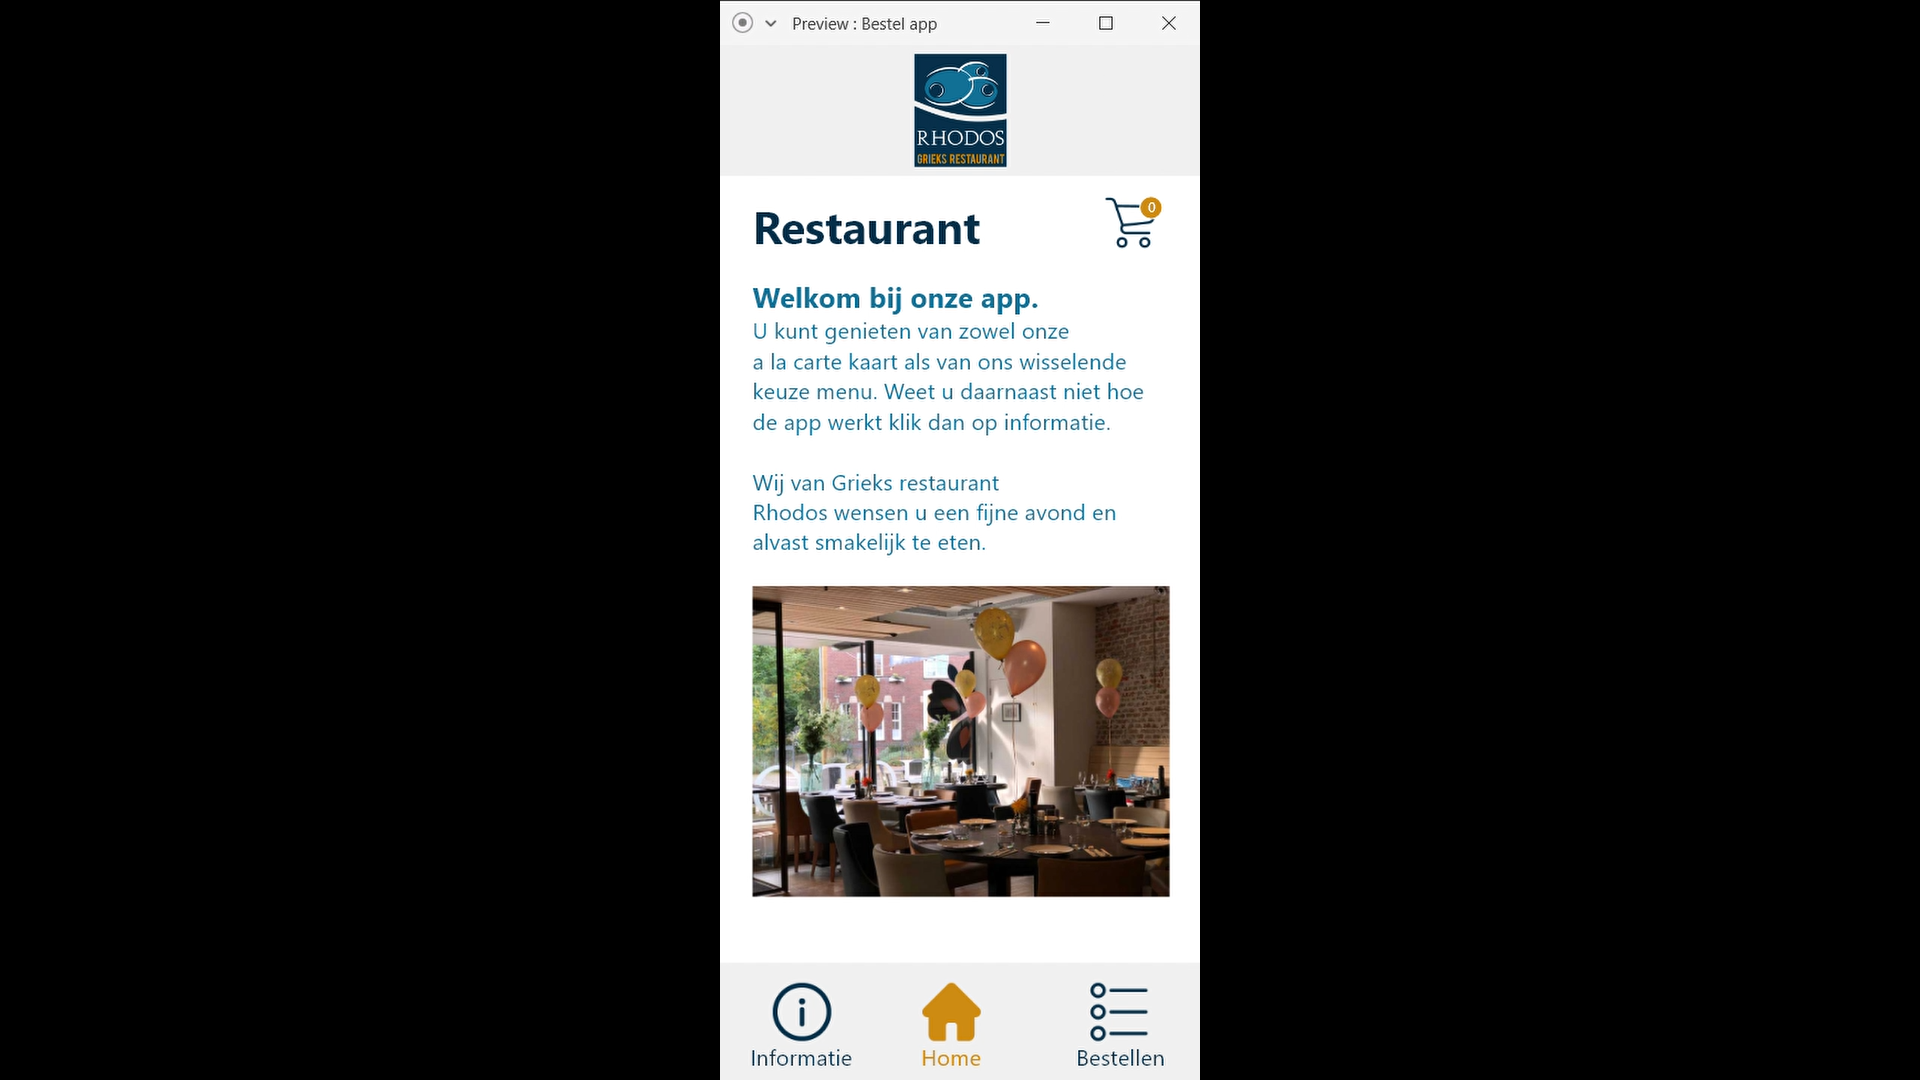 Preview : Bestel app
RHODOS
GRIEKS RESTAURANT
Restaurant
0
Welkom bij onze app.
U kunt genieten van zowel onze
a la carte kaart als van ons wisselende
keuze menu. Weet u daarnaast niet hoe
de app werkt klik dan op informatie.
Wij van Grieks restaurant
Rhodos wensen u een fijne avond en
alvast smakelijk te eten.
Informatie
Home
Bestellen